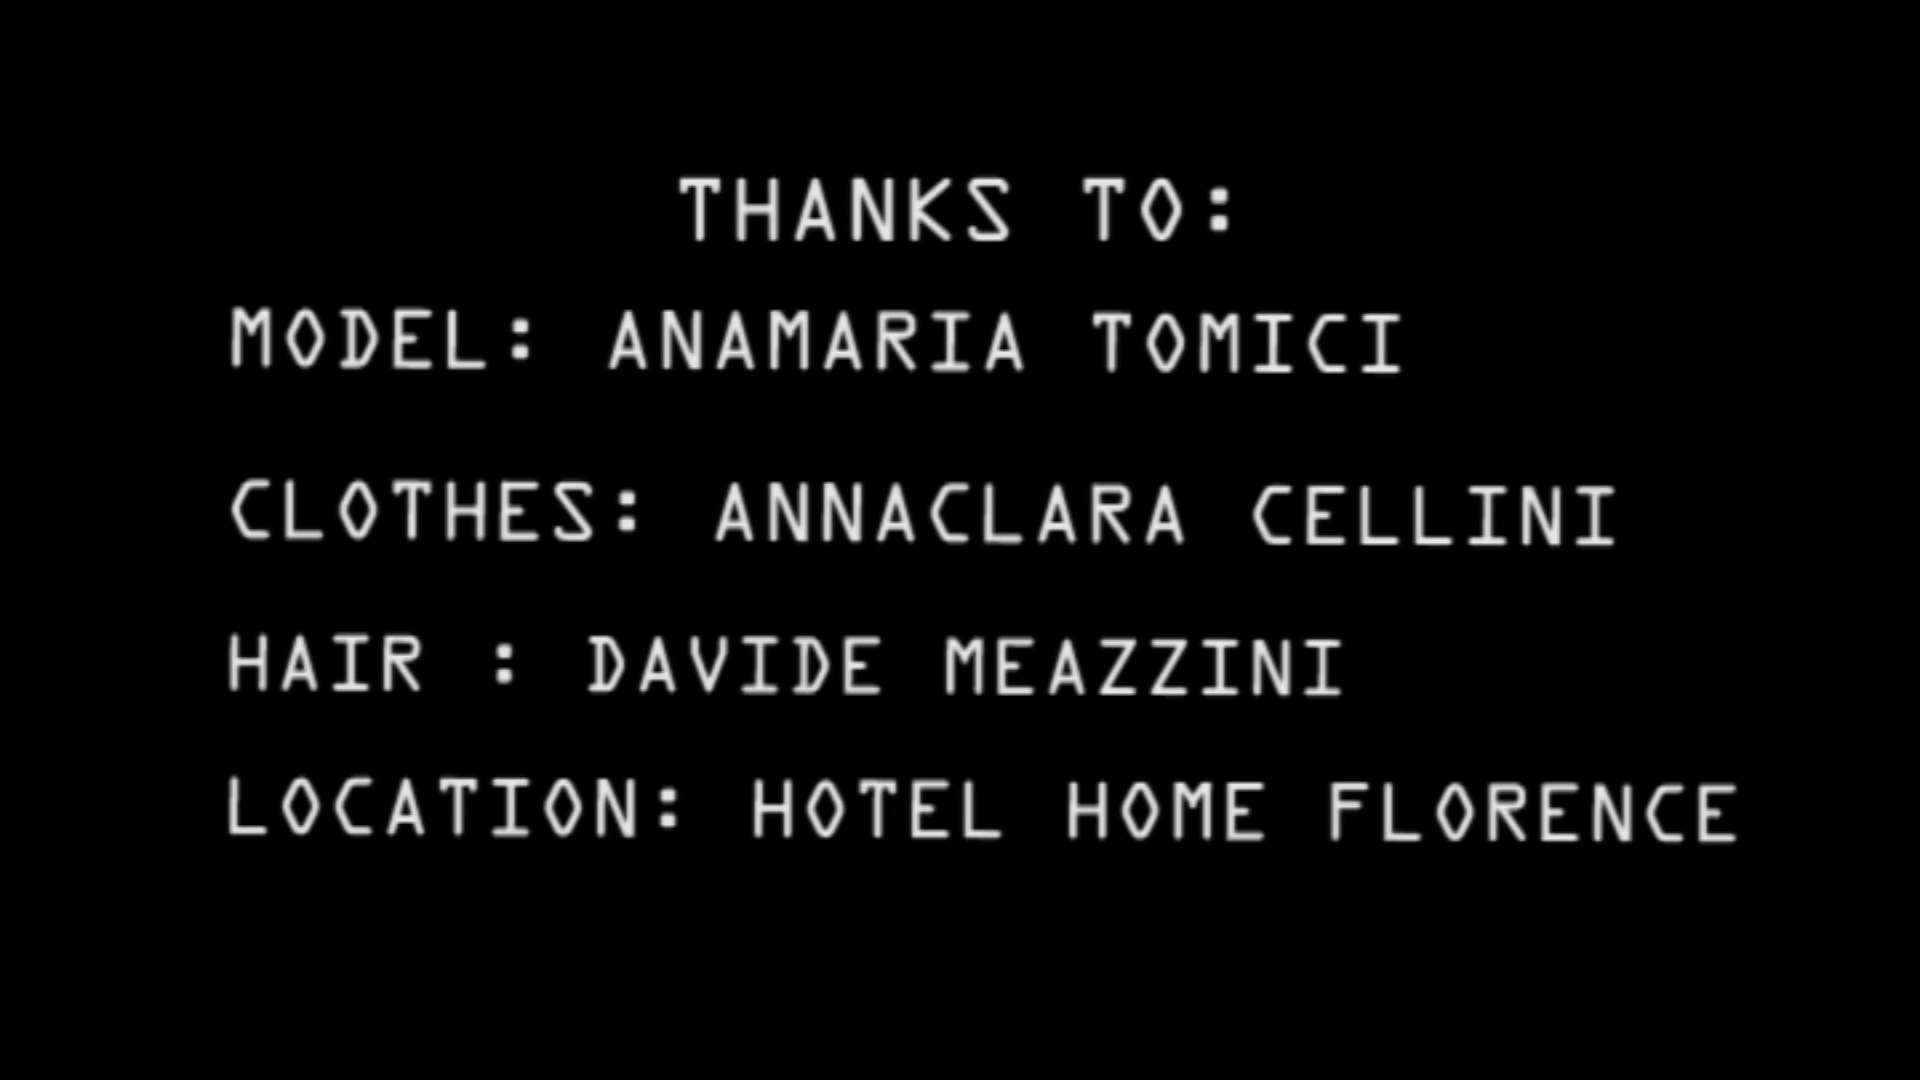 THANKS TO:
MODEL: ANAMARIA TOMICI
CLOTHES: ANNACLARA CELLINI
HAIR : DAVIDE MEAZZINI
LOCATION: HOTEL HOME FLORENCE